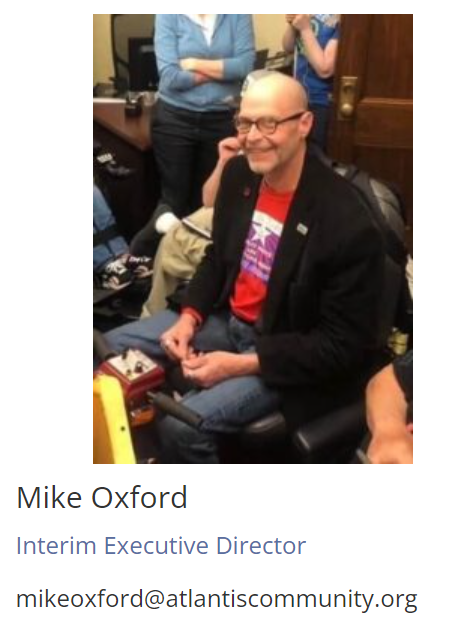 Mike Oxford
Interim Executive Director
mikeoxford@atlantiscommunity.org